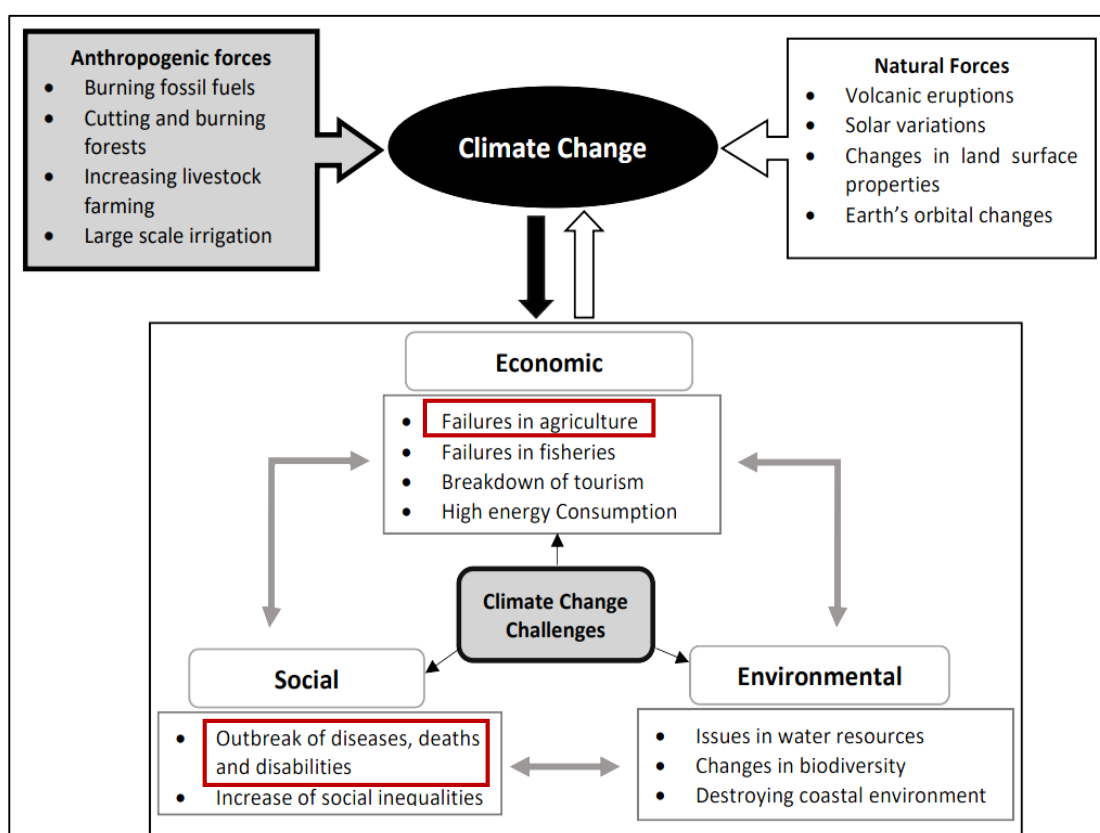 Anthropogenic forces
• Burning fossil fuels
• Cutting and burning
forests
• Increasing livestock
farming
• Large scale irrigation
Climate Change
Natural Forces
• Volcanic eruptions
• Solar variations
• Changes in land surface
properties
• Earth’s orbital changes
Economic
• Failures in agriculture
• Failures in fisheries
• Breakdown of tourism
• High energy Consumption
Climate Change
Challenges
Social
• Outbreak of diseases, deaths
and disabilities
• Increase of social inequalities
Environmental
• Issues in water resources
• Changes in biodiversity
• Destroying coastal environment